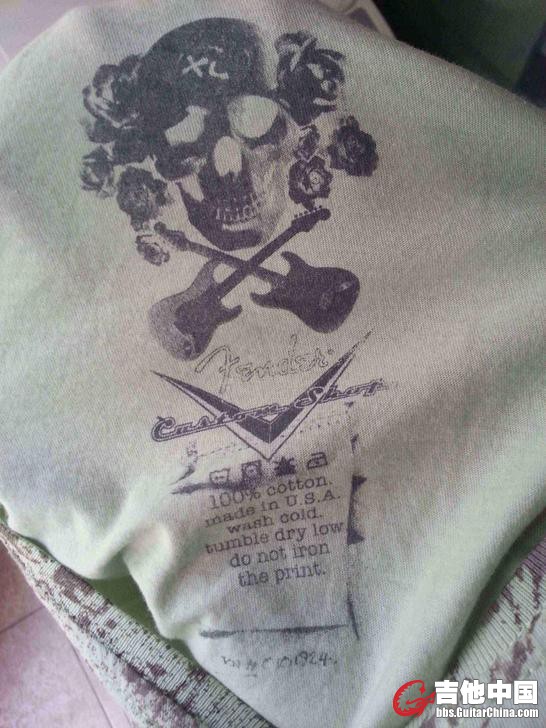 XL
Fender
Custom Shop
100% cotton.
made in U.S.A.
wash cold.
tumble dry low
do not iron
the print.
吉他中国
bbs.GuitarChina.com